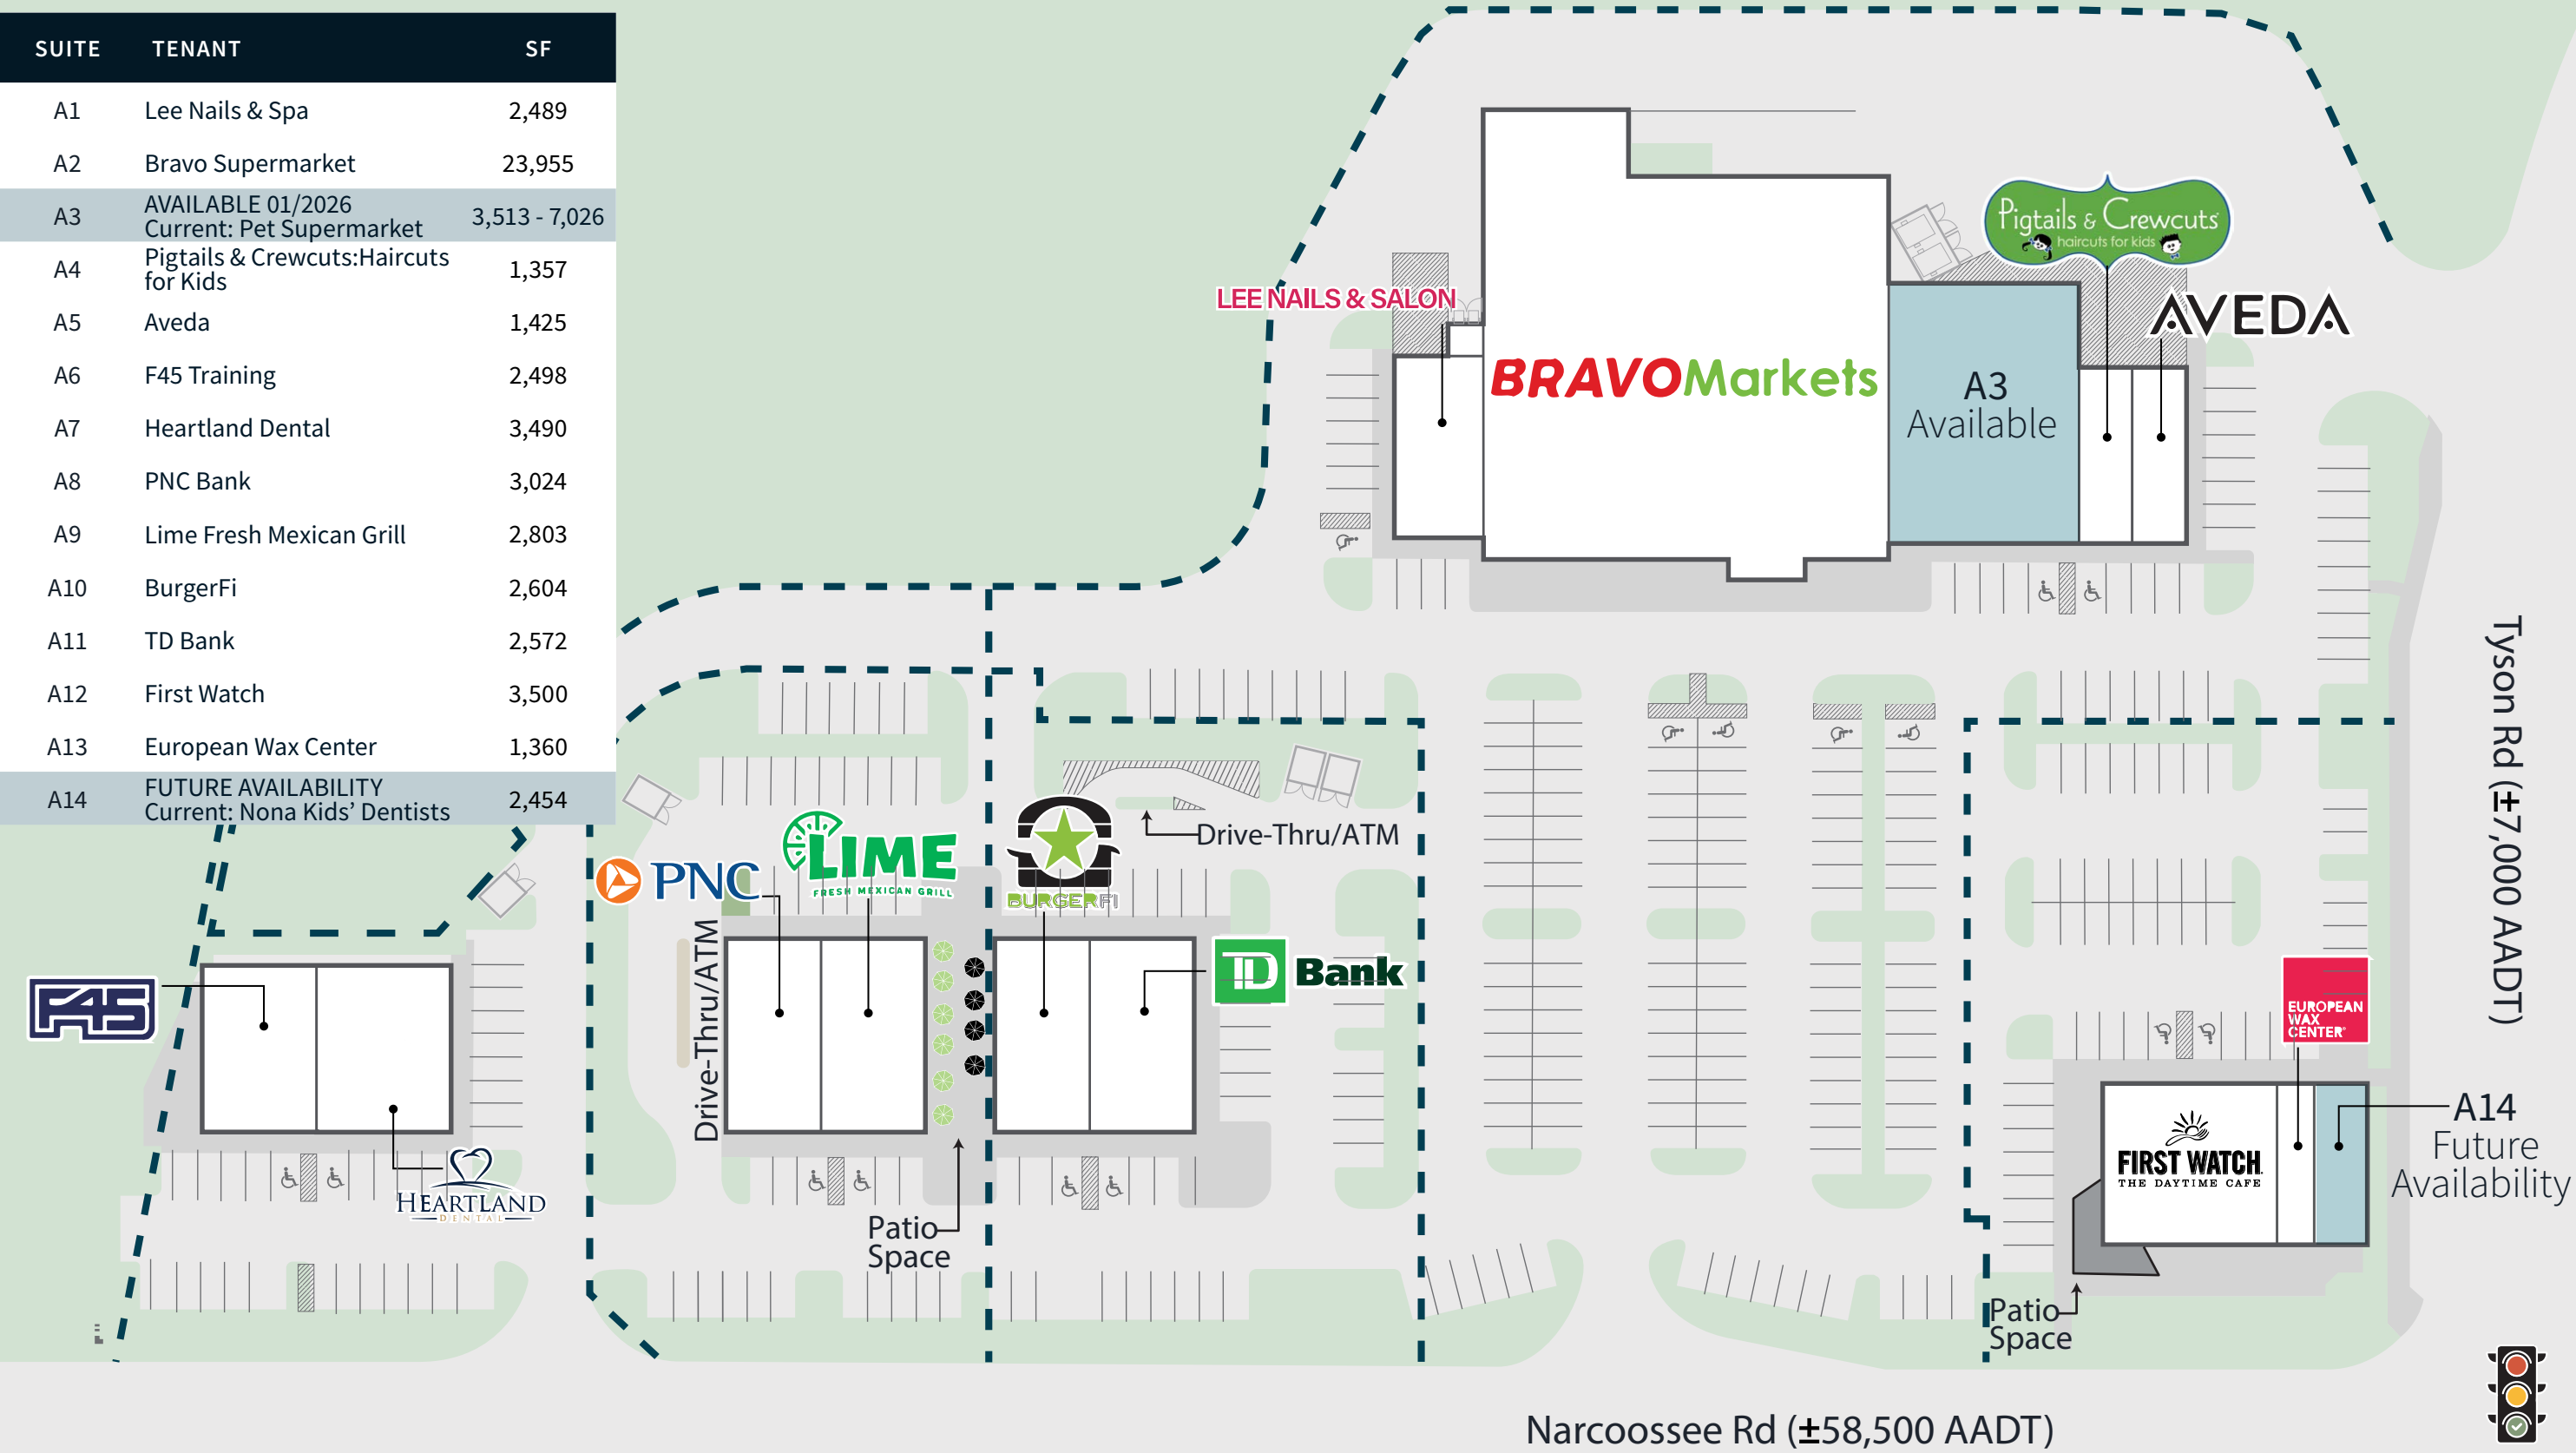 SUITE TENANT SF
A1 Lee Nails & Spa 2,489
A2 Bravo Supermarket 23,955
A3 AVAILABLE 01/2026
Current: Pet Supermarket 3,513 - 7,026
A4 Pigtails & Crewcuts:Haircuts
for Kids 1,357
A5 Aveda 1,425
A6 F45 Training 2,498
A7 Heartland Dental 3,490
A8 PNC Bank 3,024
A9 Lime Fresh Mexican Grill 2,803
A10 BurgerFi 2,604
A11 TD Bank 2,572
A12 First Watch 3,500
A13 European Wax Center 1,360
A14 FUTURE AVAILABILITY
Current: Nona Kids’ Dentists 2,454
Pigtails & Crewcuts
haircuts for kids
LEE NAILS & SALON
AVEDA
BRAVO Markets
A3
Available
Tyson Rd (±7,000 AADT)
Drive-Thru/ATM
PNC
LIME
FRESH MEXICAN GRILL
BURGERFI
Drive-Thru/ATM
TD Bank
F45
EUROPEAN
WAX
CENTER
HEARTLAND
DENTAL
FIRST WATCH
THE DAYTIME CAFE
A14
Future
Availability
Patio
Space
Patio
Space
Narcoossee Rd (±58,500 AADT)